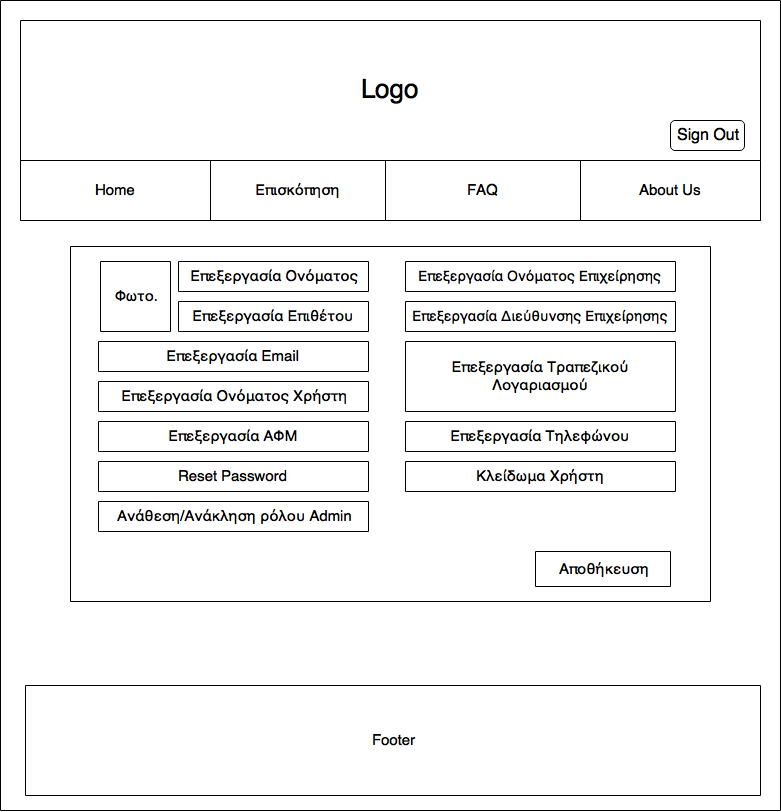 Logo
Sign Out
Home
Επισκόπηση
FAQ
About Us
Φωτο.
Επεξεργασία Ονόματος
Επεξεργασία Επιθέτου
Επεξεργασία Email
Επεξεργασία Ονόματος Χρήστη
Επεξεργασία ΑΦΜ
Reset Password
Ανάθεση/Ανάκληση ρόλου Admin
Επεξεργασία Ονόματος Επιχείρησης
Επεξεργασία Διεύθυνσης Επιχείρησης
Επεξεργασία Τραπεζικού
Λογαριασμού
Επεξεργασία Τηλεφώνου
Κλείδωμα Χρήστη
Αποθήκευση
Footer